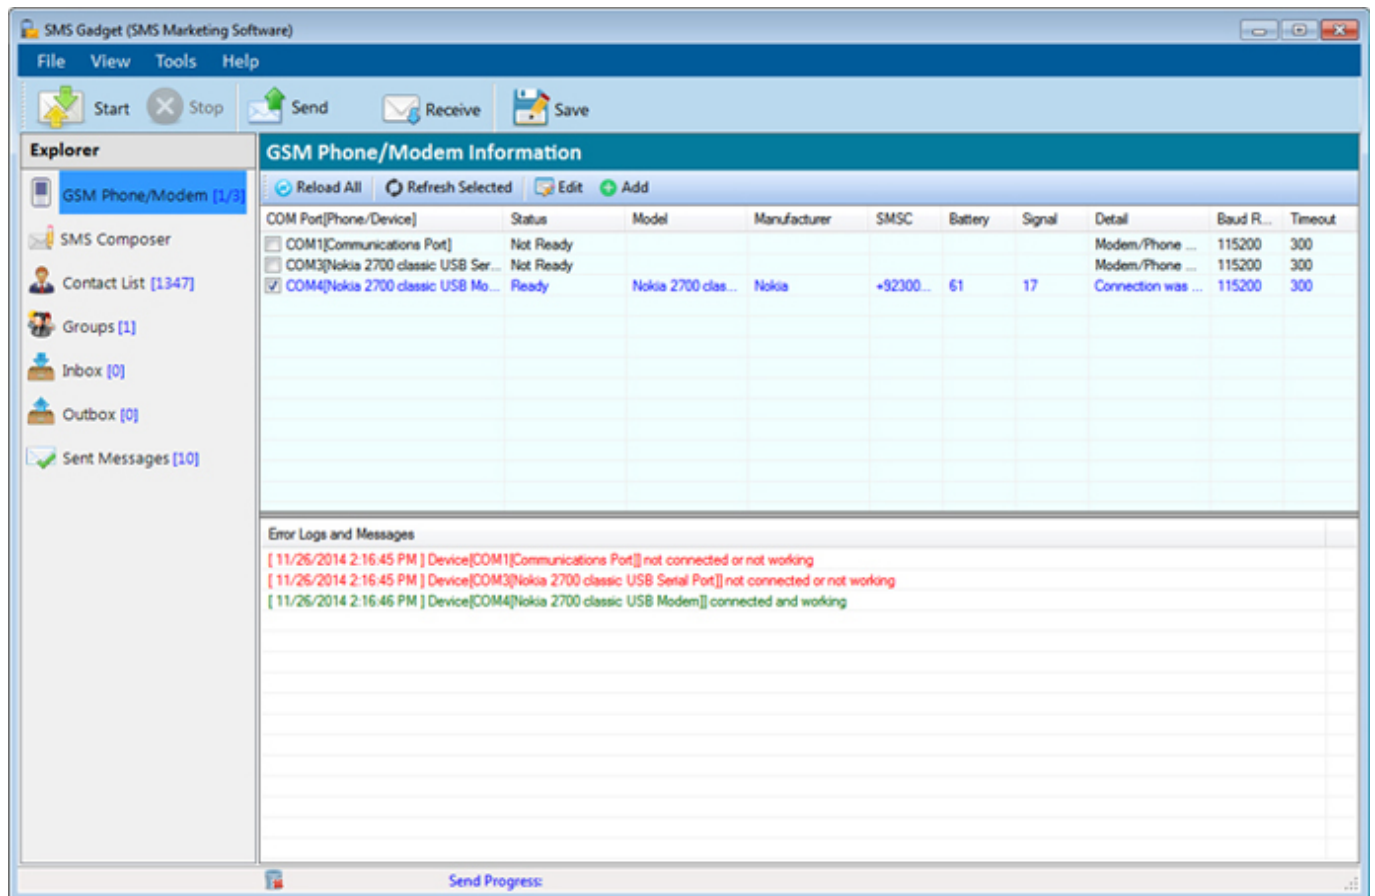 SMS Gadget (SMS Marketing Software)
File View Tools Help
Start Stop Send Receive Save
Explorer
GSM Phone/Modem [1/3]
SMS Composer
Contact List [1347]
Groups [1]
Inbox [0]
Outbox [0]
Sent Messages [10]
GSM Phone/Modem Information
Reload All Refresh Selected Edit Add
COM Port[Phone/Device] Status Model Manufacturer SMSC Battery Signal Detail Baud R... Timeout
COM1[Communications Port] Not Ready Modem/Phone ... 115200 300
COM3[Nokia 2700 classic USB Ser... Not Ready Modem/Phone ... 115200 300
COM4[Nokia 2700 classic USB Mo... Ready Nokia 2700 clas... Nokia +92300... 61 17 Connection was ... 115200 300
Error Logs and Messages
[ 11/26/2014 2:16:45 PM ] Device[COM1[Communications Port]] not connected or not working
[ 11/26/2014 2:16:45 PM ] Device[COM3[Nokia 2700 classic USB Serial Port]] not connected or not working
[ 11/26/2014 2:16:46 PM ] Device[COM4[Nokia 2700 classic USB Modem]] connected and working
Send Progress: